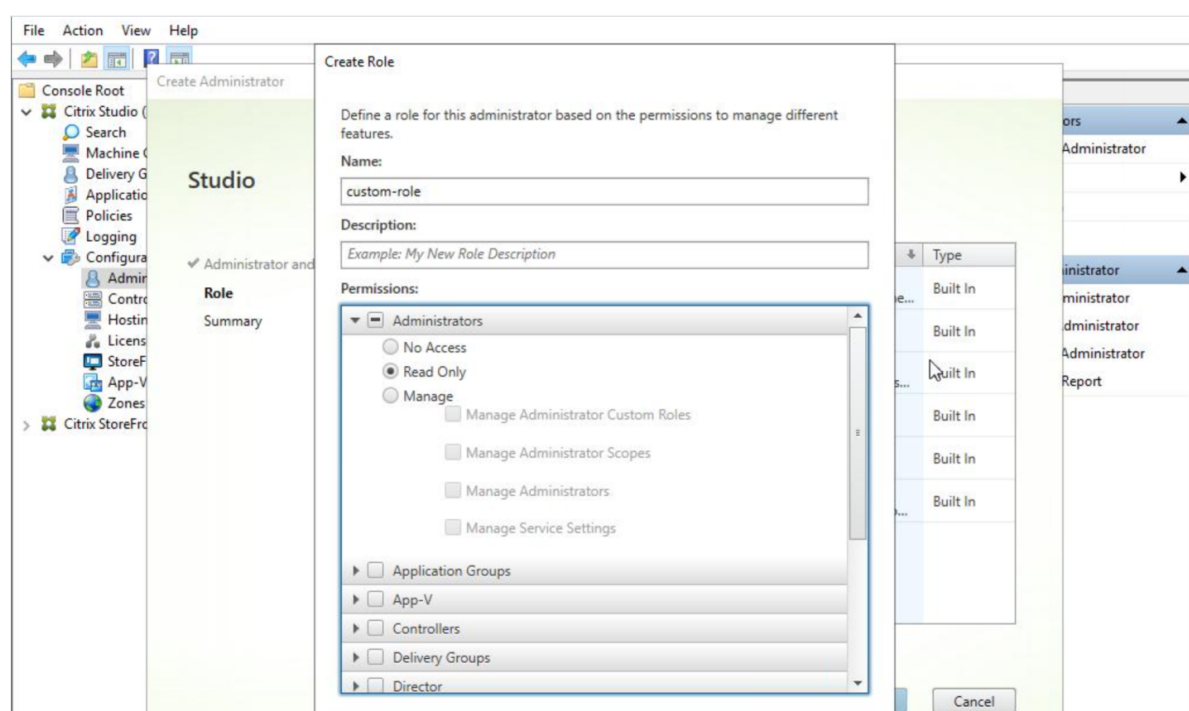 File Action View Help
Create Role
Console Root
Create Administrator
Citrix Studio (
Search
Machine
Delivery G
Applicatio
Policies
Logging
Configura
Admir
Contro
Hostin
Licens
StoreF
App-V
Zones
Citrix StoreFro
Studio
Administrator and
Role
Summary
Define a role for this administrator based on the permissions to manage different
features.
Name:
custom-role
Description:
Example: My New Role Description
Permissions:
Administrators
No Access
Read Only
Manage
Manage Administrator Custom Roles
Manage Administrator Scopes
Manage Administrators
Manage Service Settings
Application Groups
App-V
Controllers
Delivery Groups
Director
Type
Built In
Built In
Built In
Built In
Built In
Built In
Cancel
ors
Administrator
inistrator
ministrator
dministrator
Administrator
Report